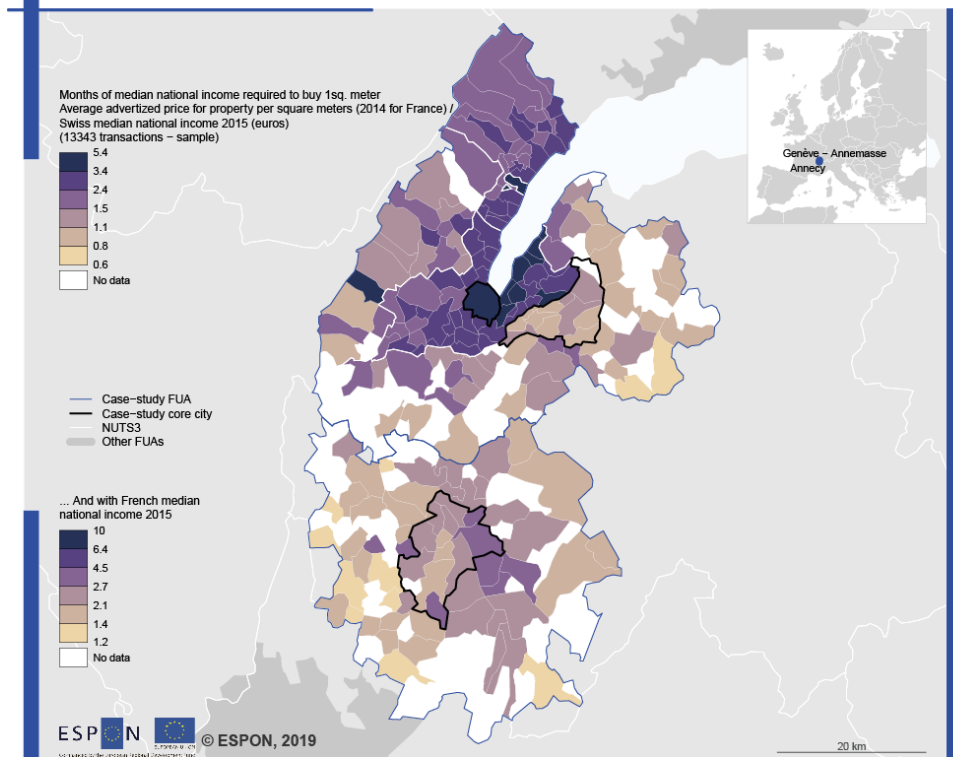 Months of median national income required to buy 1sq. meter
Average advertized price for property per square meters (2014 for France) /
Swiss median national income 2015 (euros)
(13343 transactions − sample)
5.4
3.4
2.4
1.5
1.1
0.8
0.6
No data
Genève − Annemasse
Annecy
Case−study FUA
Case−study core city
NUTS3
Other FUAs
... And with French median
national income 2015
10
6.4
4.5
2.7
2.1
1.4
1.2
No data
ESPON
© ESPON, 2019
20 km